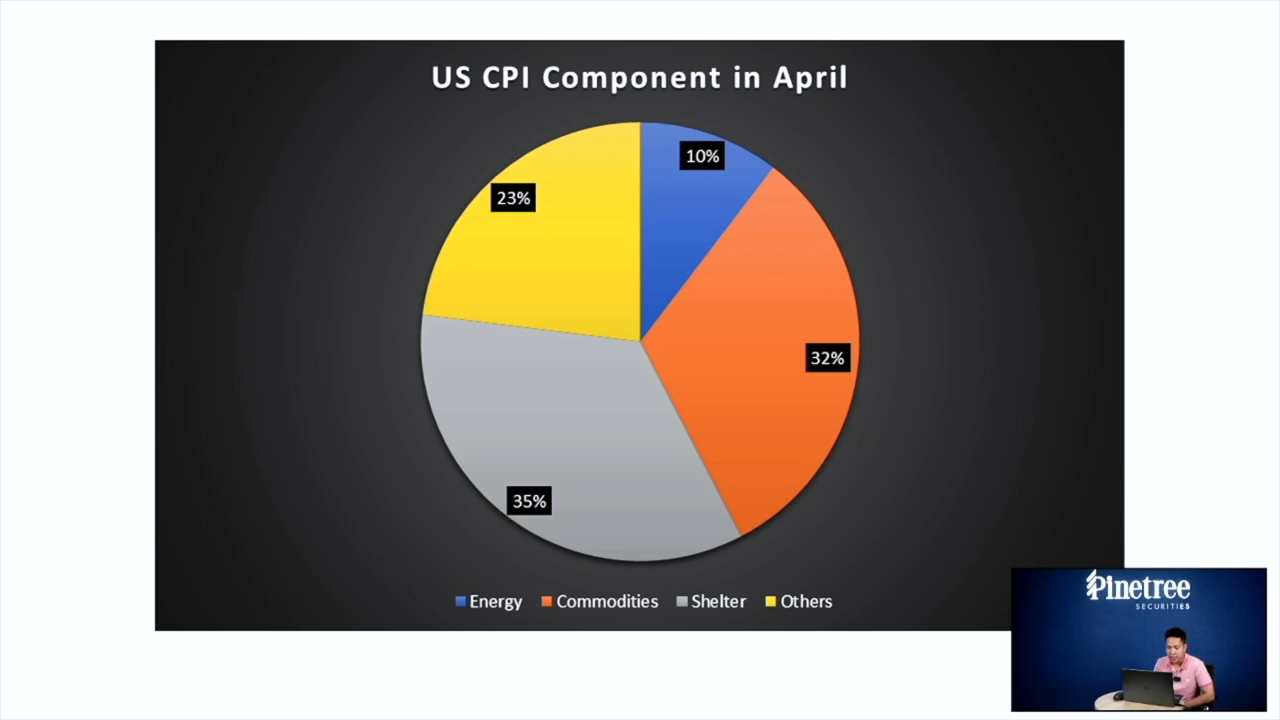 US CPI Component in April
10%
23%
32%
35%
Energy Commodities Shelter Others
Pinetree
SECURITIES